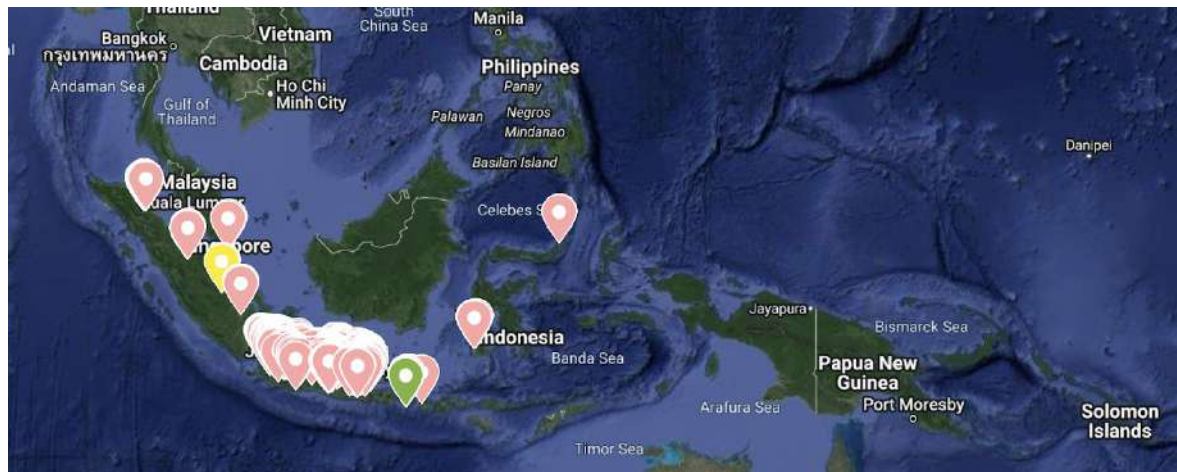 Thailand
Bangkok
กรุงเทพมหานคร
Vietnam
Cambodia
Ho Chi
Minh City
Andaman Sea
Gulf of
Thailand
South
China Sea
Manila
Philippines
Panay
Negros
Palawan
Mindanao
Basilan Island
Danipei
Malaysia
Celebes
Indonesia
Banda Sea
Jayapura
Bismarck Sea
Papua New
Guinea
Port Moresby
Arafura Sea
Solomon
Islands
Timor Sea